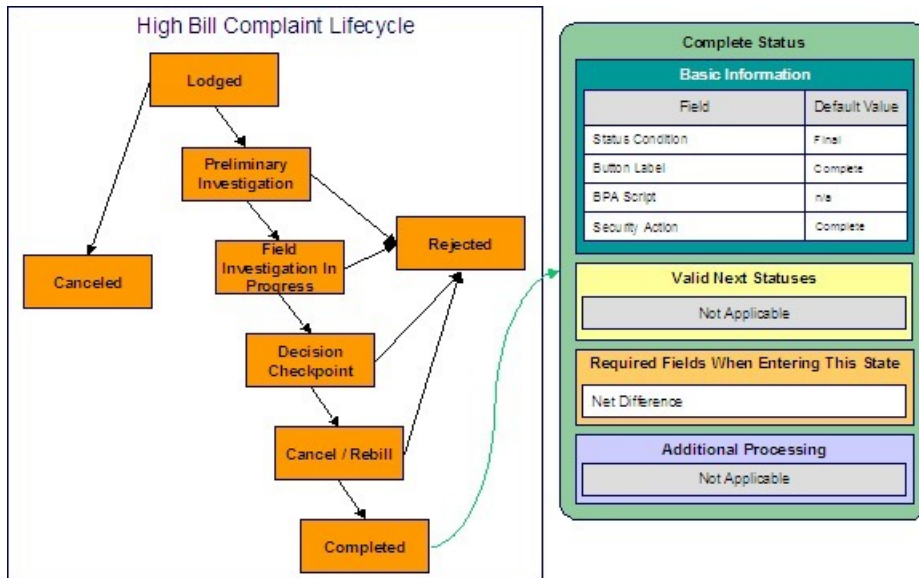 High Bill Complaint Lifecycle
Lodged
Preliminary
Investigation
Field
Investigation In
Progress
Rejected
Canceled
Decision
Checkpoint
Cancel / Rebill
Completed
Complete Status
Basic Information
Field Default Value
Status Condition Final
Button Label Complete
BPA Script n/a
Security Action Complete
Valid Next Statuses
Not Applicable
Required Fields When Entering This State
Net Difference
Additional Processing
Not Applicable